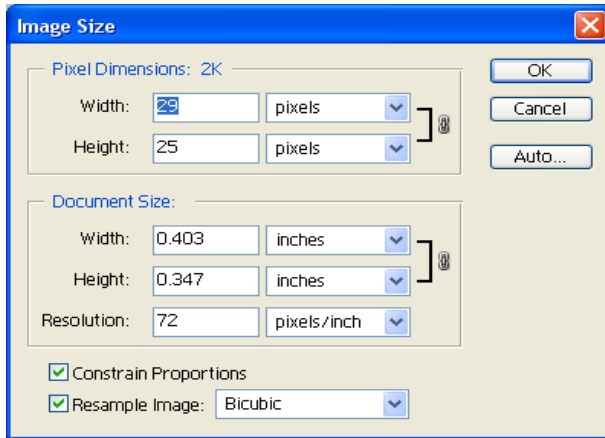 Image Size
Pixel Dimensions: 2K
OK
Width: 29 pixels
Cancel
Height: 25 pixels
Auto...
Document Size:
Width: 0.403 inches
Height: 0.347 inches
Resolution: 72 pixels/inch
Constrain Proportions
Resample Image: Bicubic